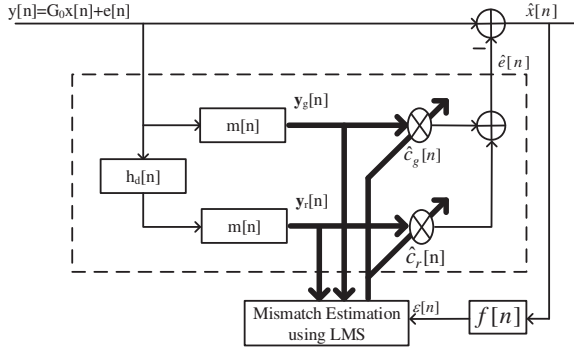 y[n]=G₀x[n]+e[n]
x̂[n]
ê[n]
m[n]
y_g[n]
ĉ_g[n]
h_d[n]
m[n]
y_r[n]
ĉ_r[n]
Mismatch Estimation
using LMS
ε[n]
f[n]